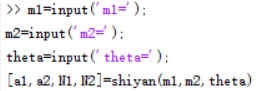 >> m1=input('m1=');
m2=input('m2=');
theta=input('theta=');
[a1, a2, N1, N2]=shiyan(m1, m2, theta)